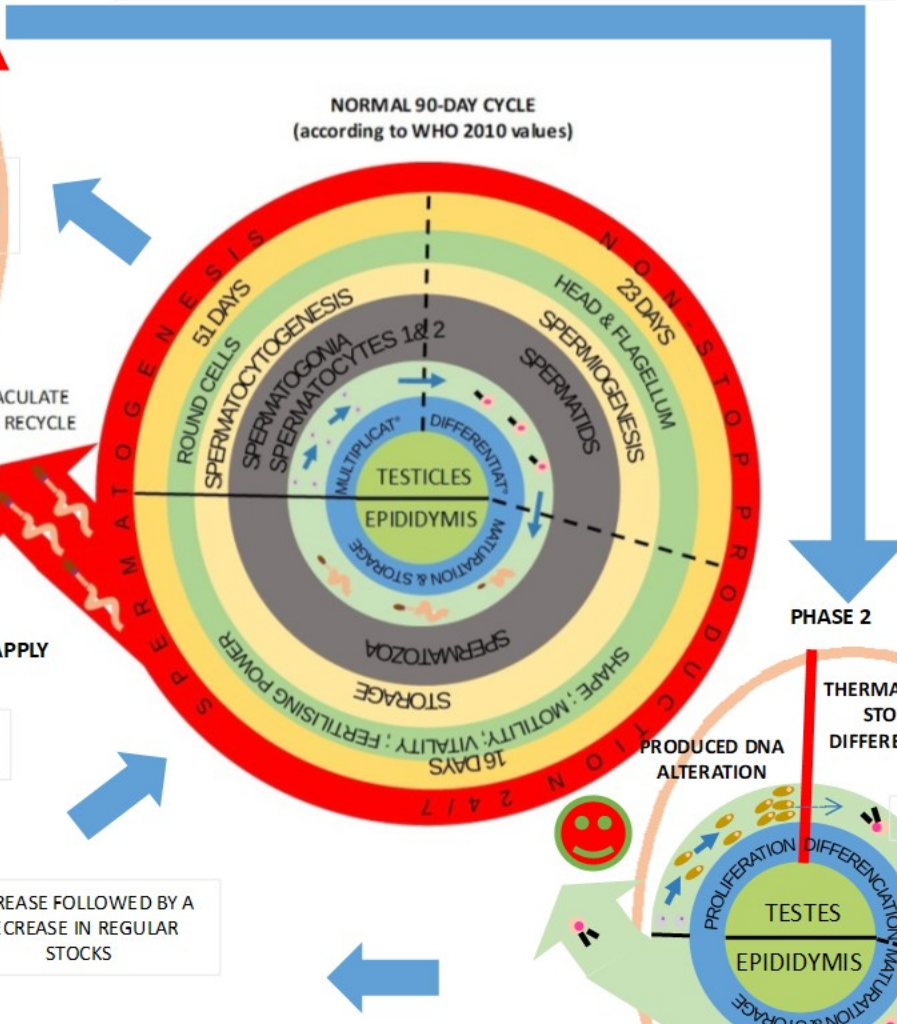 NORMAL 90-DAY CYCLE
(according to WHO 2010 values)
SPERMATOGENESIS
NON-STOP PRODUCTION 24/7
51 DAYS
23 DAYS
ROUND CELLS
HEAD & FLAGELLUM
SPERMATOCYTOGENESIS
SPERMIOGENESIS
SPERMATOGONIA
SPERMATOCYTES 1& 2
SPERMATIDS
MULTIPLICAT°
DIFFERENTIAT°
TESTICLES
EPIDIDYMIS
MATURATION & STORAGE
SPERMATOZOA
STORAGE
SHAPE ; MOTILITY; VITALITY ; FERTILISING POWER
16 DAYS
ACULATE
RECYCLE
APPLY
REASE FOLLOWED BY A
CREASE IN REGULAR
STOCKS
PHASE 2
THERMA
STO
DIFFERE
PRODUCED DNA
ALTERATION
PROLIFERATION
DIFFERENCIATION
TESTES
EPIDIDYMIS
MATURATION & STORAGE